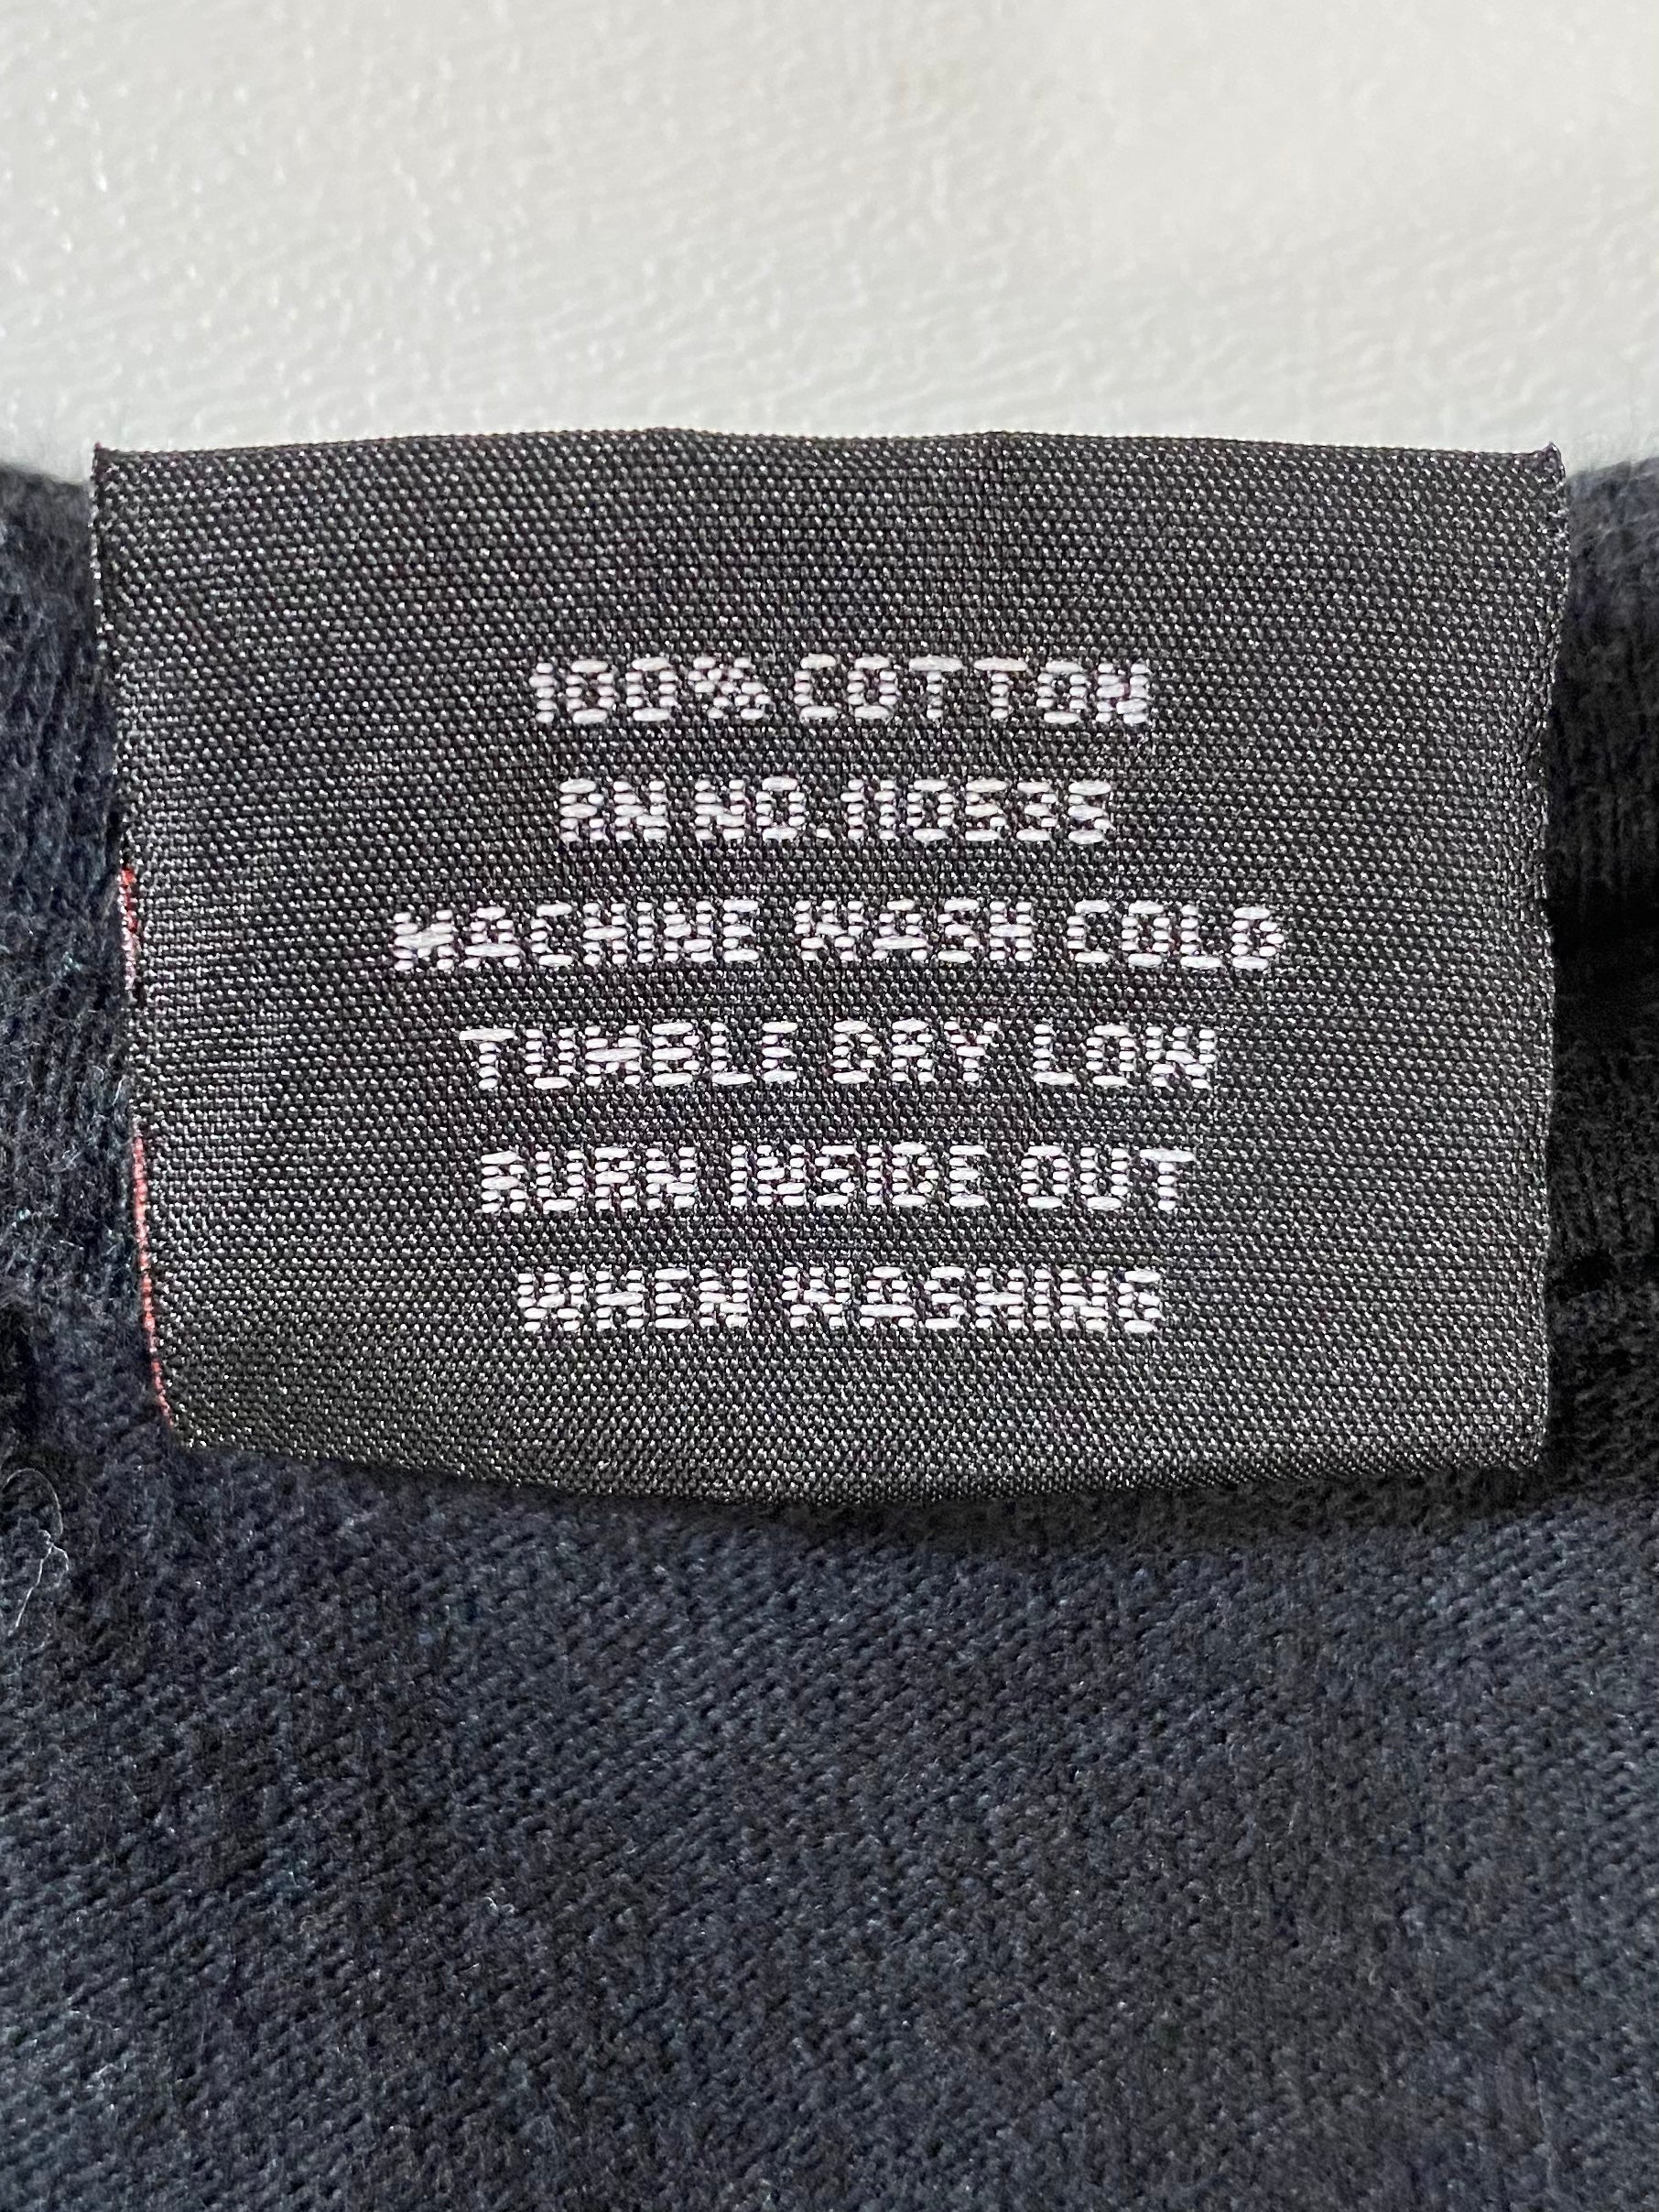 100% COTTON
RN NO. 110535
MACHINE WASH COLD
TUMBLE DRY LOW
RURN INSIDE OUT
WHEN WASHING